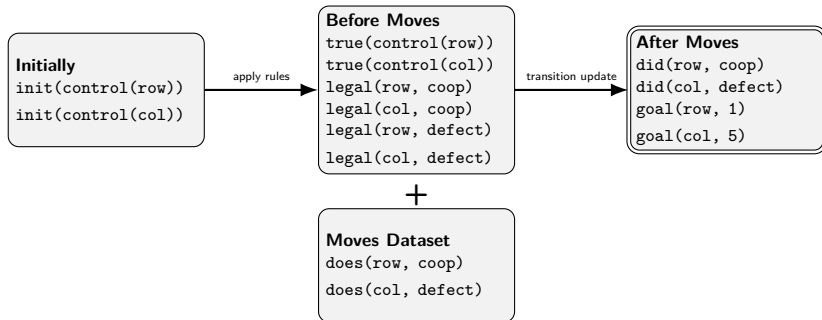 Initially
init(control(row))
init(control(col))
apply rules
Before Moves
true(control(row))
true(control(col))
legal(row, coop)
legal(col, coop)
legal(row, defect)
legal(col, defect)
+
Moves Dataset
does(row, coop)
does(col, defect)
transition update
After Moves
did(row, coop)
did(col, defect)
goal(row, 1)
goal(col, 5)